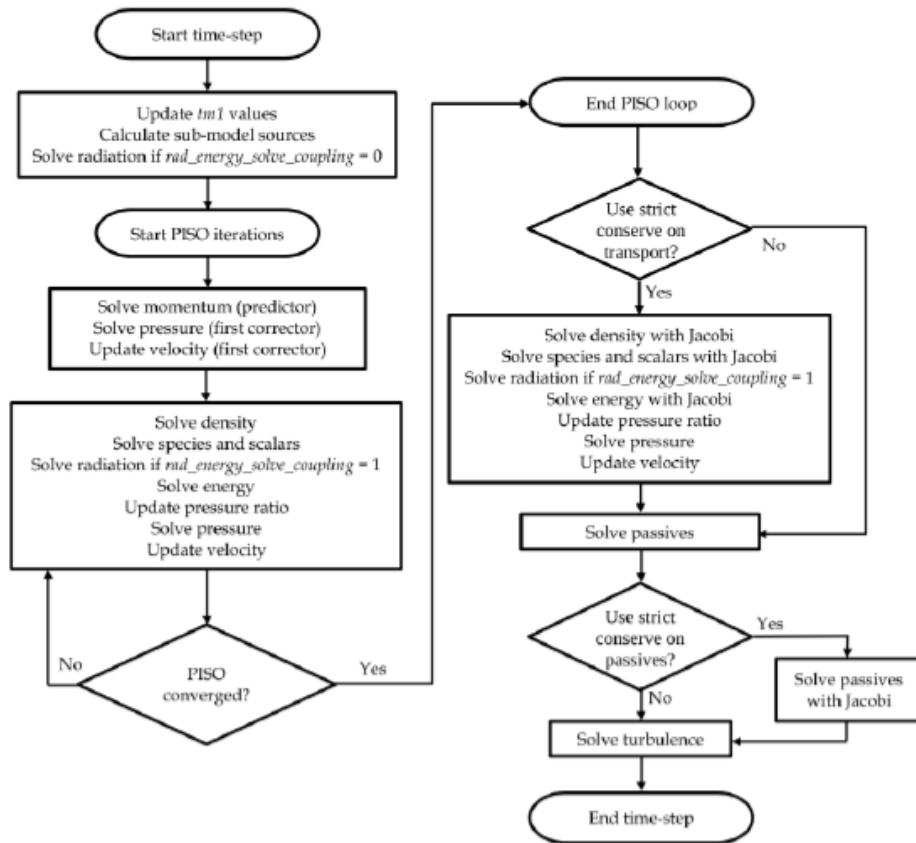 Start time-step
Update tm1 values
Calculate sub-model sources
Solve radiation if rad_energy_solve_coupling = 0
Start PISO iterations
Solve momentum (predictor)
Solve pressure (first corrector)
Update velocity (first corrector)
Solve density
Solve species and scalars
Solve radiation if rad_energy_solve_coupling = 1
Solve energy
Update pressure ratio
Solve pressure
Update velocity
No
PISO
converged?
Yes
End PISO loop
Use strict
conserve on
transport?
No
Yes
Solve density with Jacobi
Solve species and scalars with Jacobi
Solve radiation if rad_energy_solve_coupling = 1
Solve energy with Jacobi
Update pressure ratio
Solve pressure
Update velocity
Solve passives
Use strict
conserve on
passives?
Yes
Solve passives
with Jacobi
No
Solve turbulence
End time-step